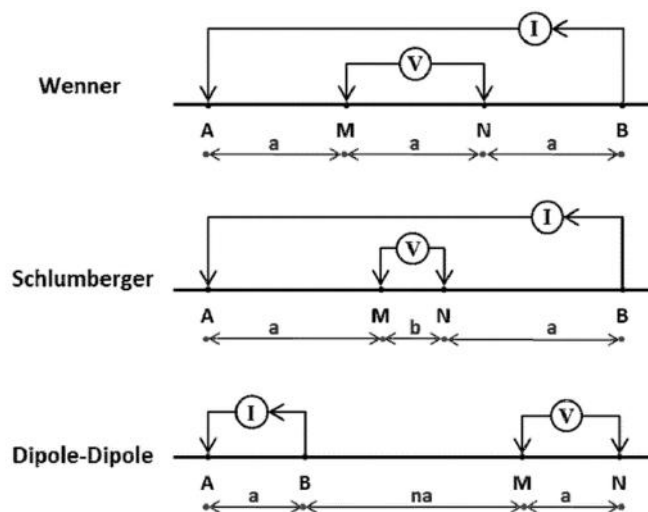 I
V
Wenner
A M N B
a a a
I
V
Schlumberger
A M N B
a b a
I V
Dipole-Dipole
A B M N
a na a